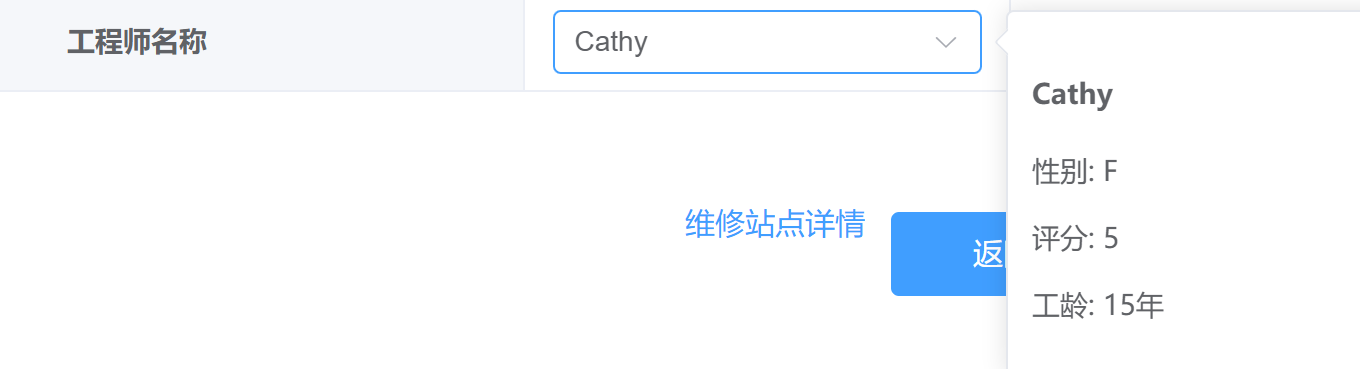 工程师名称
Cathy
Cathy
性别: F
评分: 5
工龄: 15年
维修站点详情
返